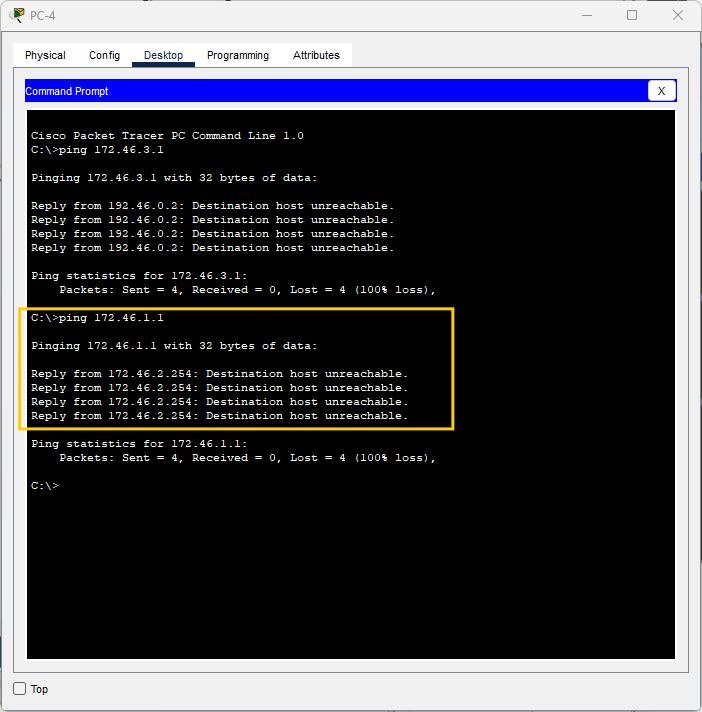 PC-4
Physical Config Desktop Programming Attributes
Command Prompt X
Cisco Packet Tracer PC Command Line 1.0
C:\>ping 172.46.3.1
Pinging 172.46.3.1 with 32 bytes of data:
Reply from 192.46.0.2: Destination host unreachable.
Reply from 192.46.0.2: Destination host unreachable.
Reply from 192.46.0.2: Destination host unreachable.
Reply from 192.46.0.2: Destination host unreachable.
Ping statistics for 172.46.3.1:
    Packets: Sent = 4, Received = 0, Lost = 4 (100% loss),
C:\>ping 172.46.1.1
Pinging 172.46.1.1 with 32 bytes of data:
Reply from 172.46.2.254: Destination host unreachable.
Reply from 172.46.2.254: Destination host unreachable.
Reply from 172.46.2.254: Destination host unreachable.
Reply from 172.46.2.254: Destination host unreachable.
Ping statistics for 172.46.1.1:
    Packets: Sent = 4, Received = 0, Lost = 4 (100% loss),
C:\>
Top